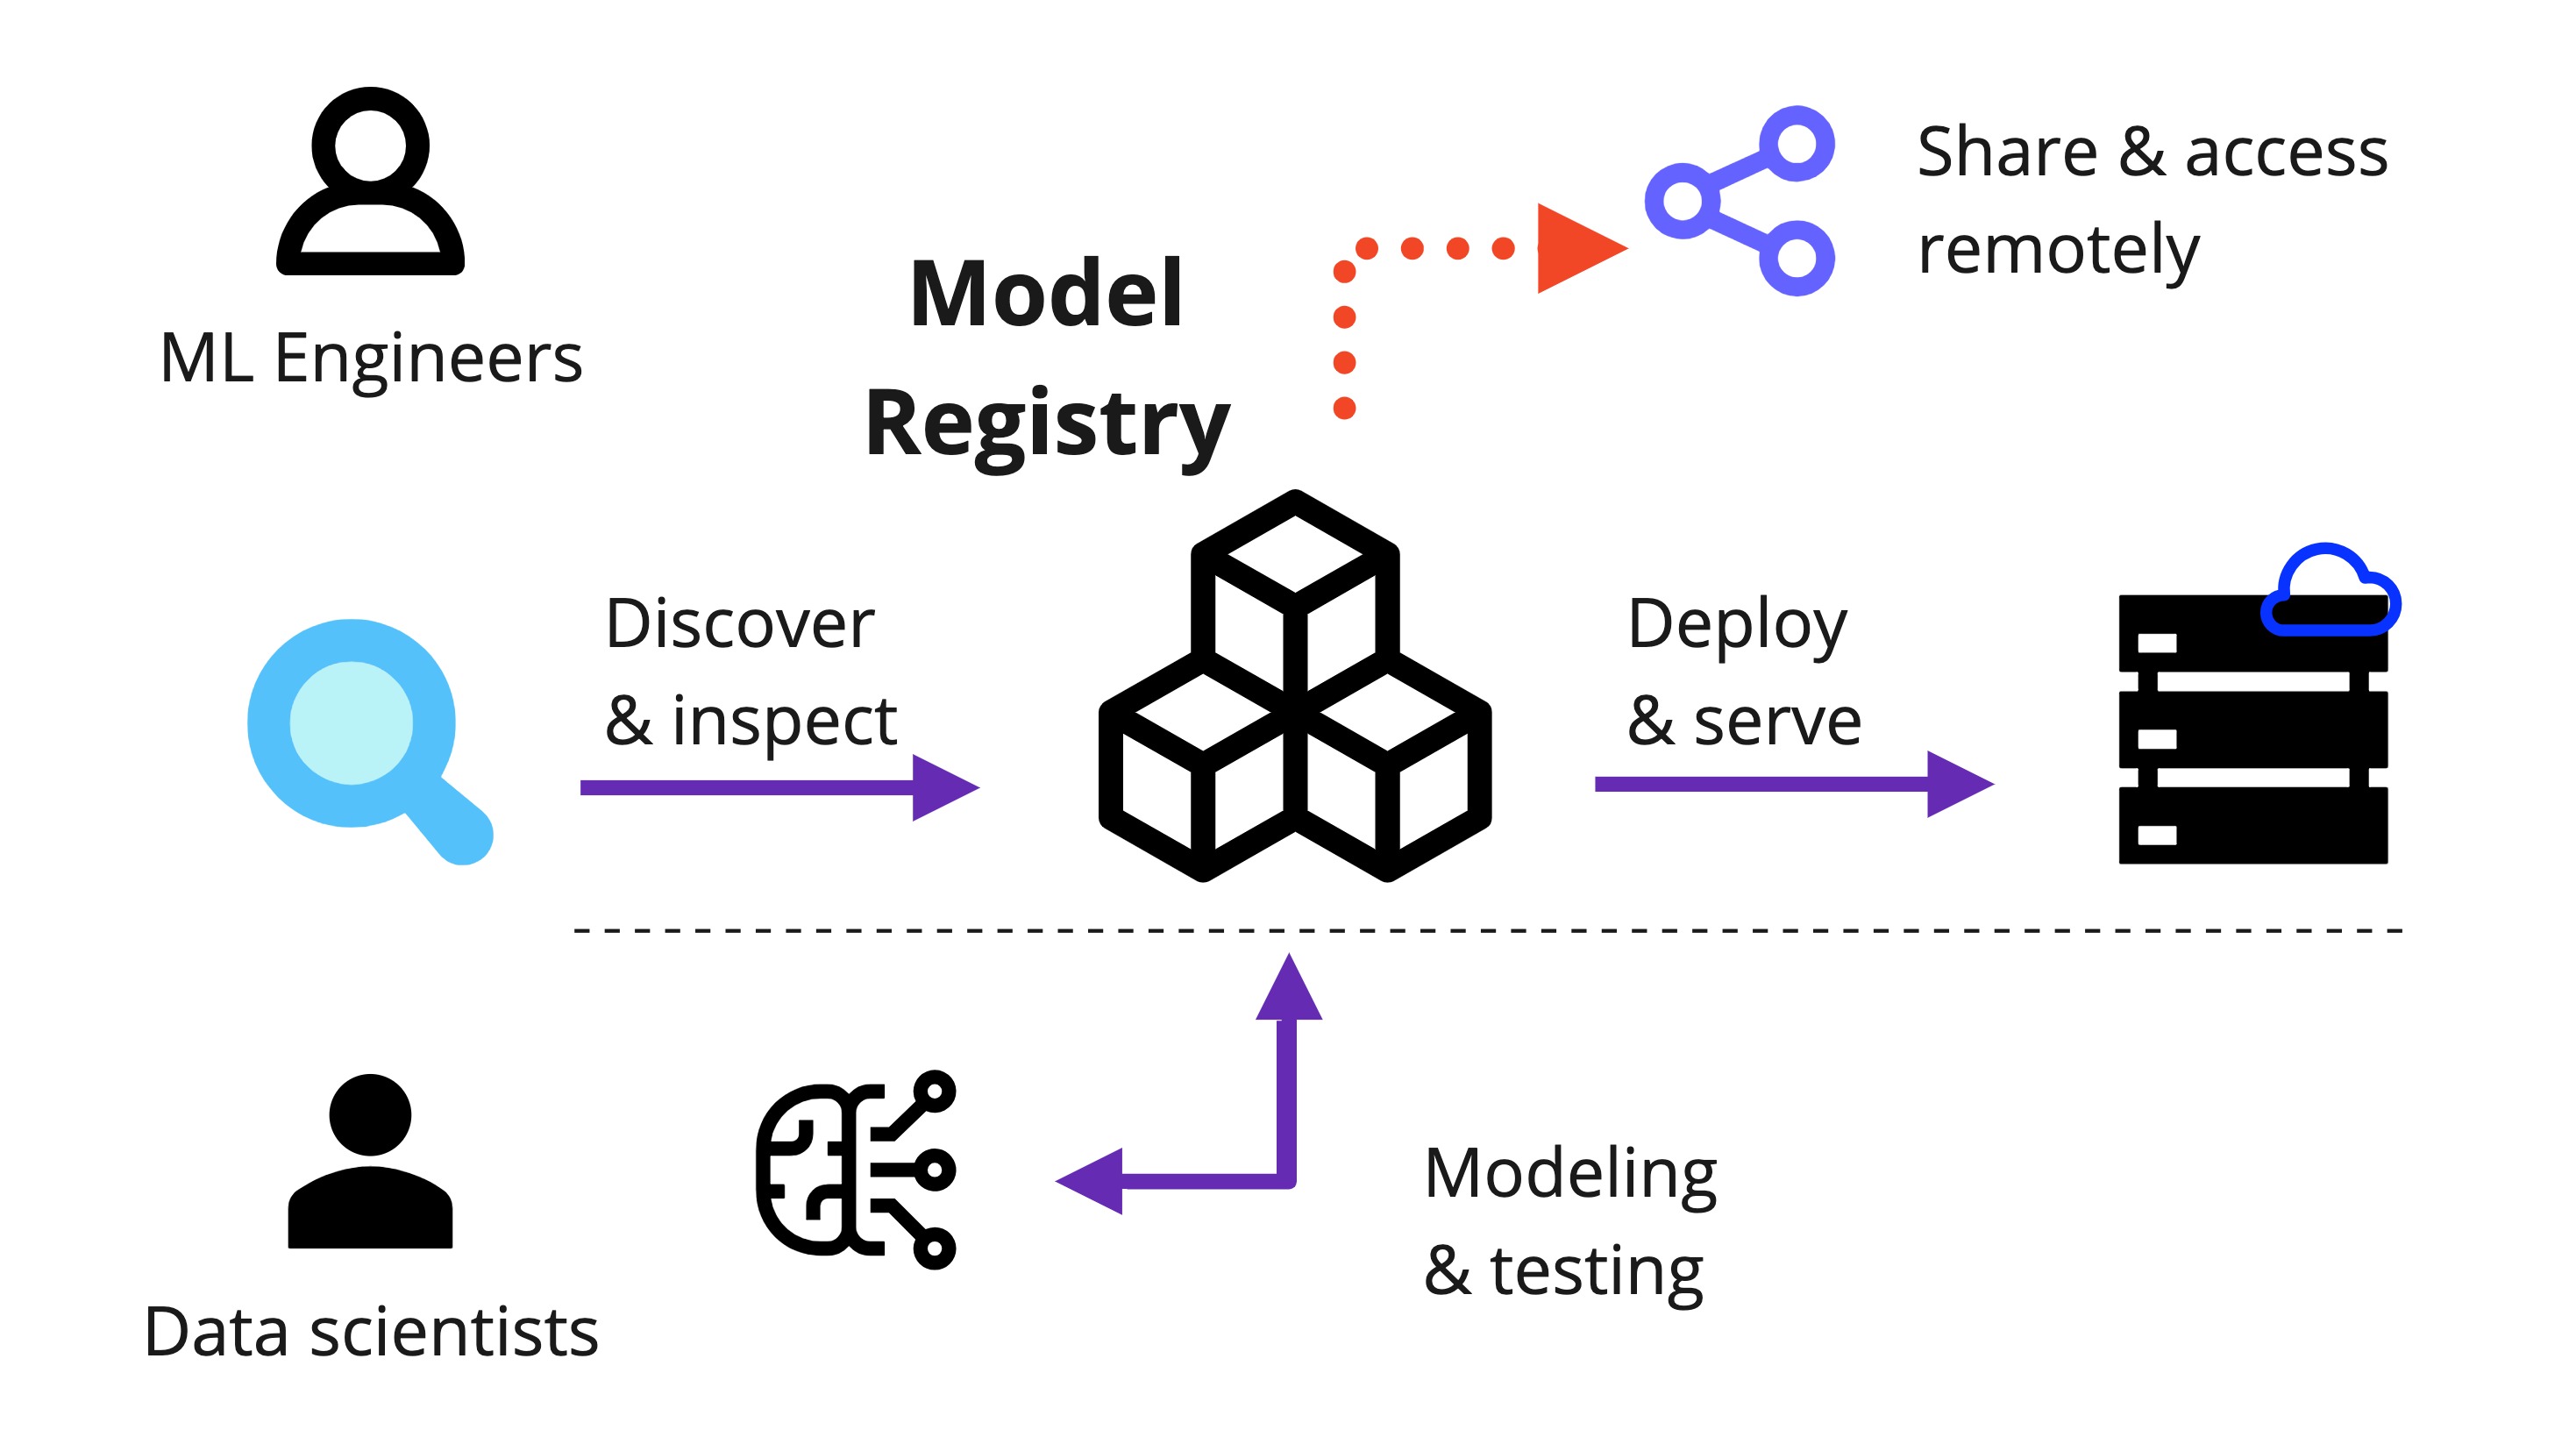 ML Engineers
Model
Registry
Share & access
remotely
Discover
& inspect
Deploy
& serve
Data scientists
Modeling
& testing